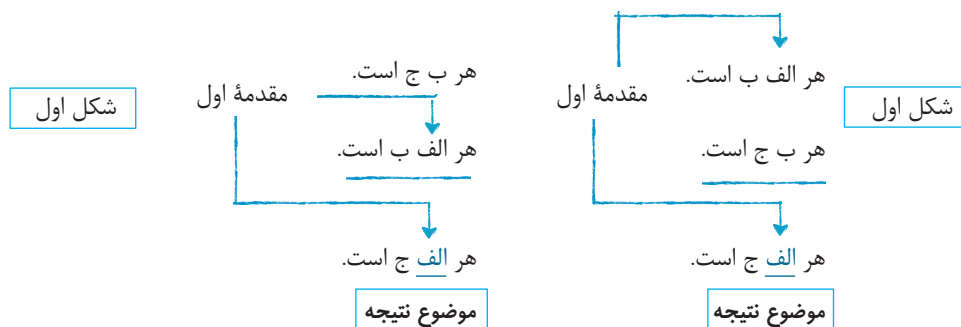 شکل اول
هر الف ب است.
مقدمهٔ اول
هر ب ج است.
هر الف ج است.
موضوع نتیجه
هر ب ج است.
مقدمهٔ اول
شکل اول
هر الف ب است.
هر الف ج است.
موضوع نتیجه